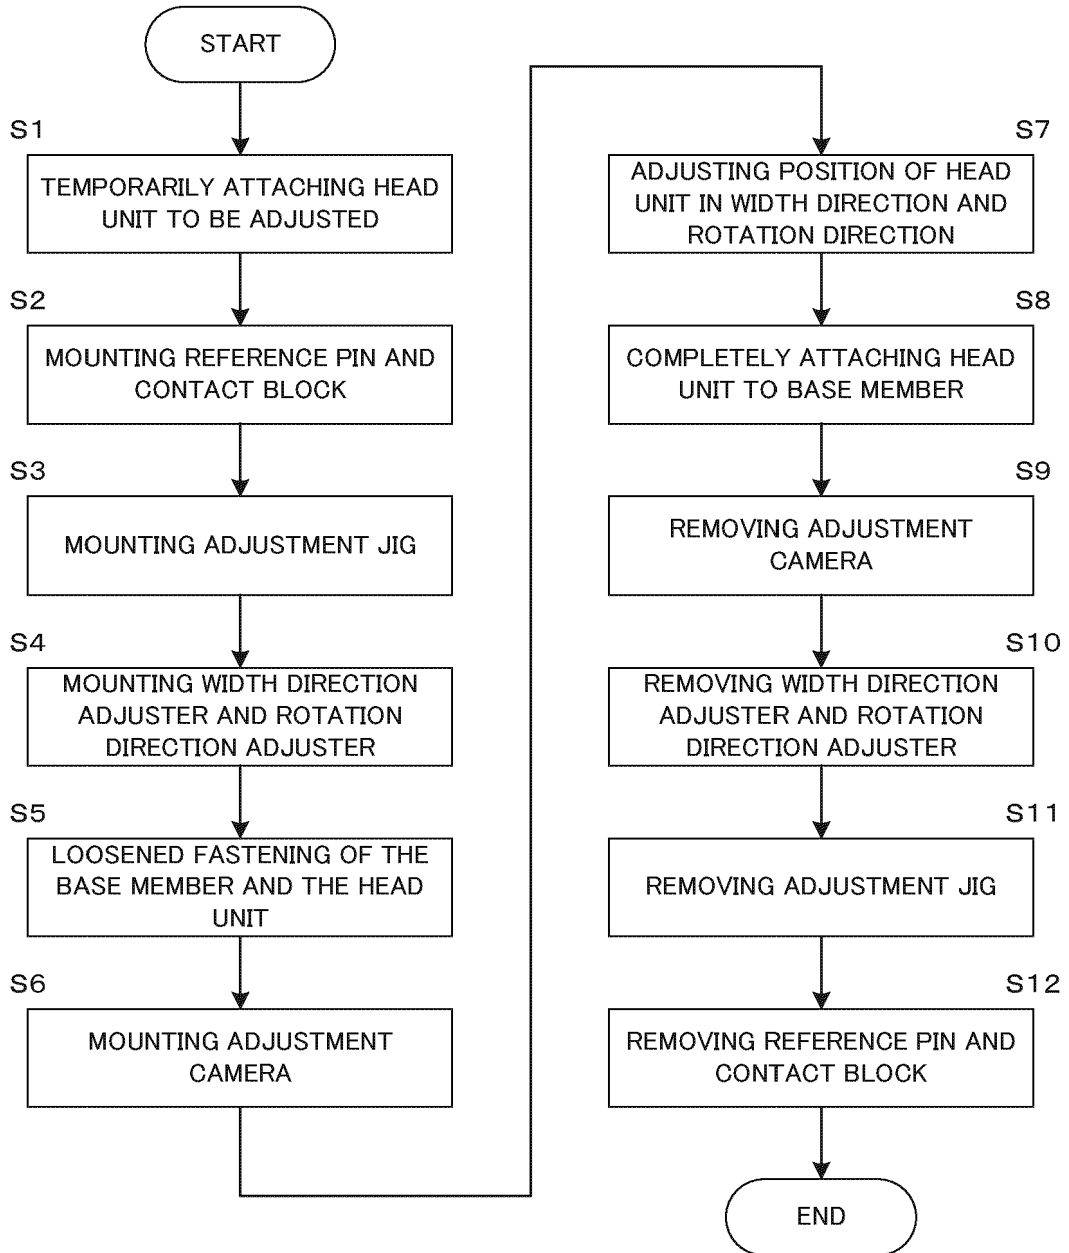 START
S1
TEMPORARILY ATTACHING HEAD
UNIT TO BE ADJUSTED
S2
MOUNTING REFERENCE PIN AND
CONTACT BLOCK
S3
MOUNTING ADJUSTMENT JIG
S4
MOUNTING WIDTH DIRECTION
ADJUSTER AND ROTATION
DIRECTION ADJUSTER
S5
LOOSENED FASTENING OF THE
BASE MEMBER AND THE HEAD
UNIT
S6
MOUNTING ADJUSTMENT
CAMERA
S7
ADJUSTING POSITION OF HEAD
UNIT IN WIDTH DIRECTION AND
ROTATION DIRECTION
S8
COMPLETELY ATTACHING HEAD
UNIT TO BASE MEMBER
S9
REMOVING ADJUSTMENT
CAMERA
S10
REMOVING WIDTH DIRECTION
ADJUSTER AND ROTATION
DIRECTION ADJUSTER
S11
REMOVING ADJUSTMENT JIG
S12
REMOVING REFERENCE PIN AND
CONTACT BLOCK
END